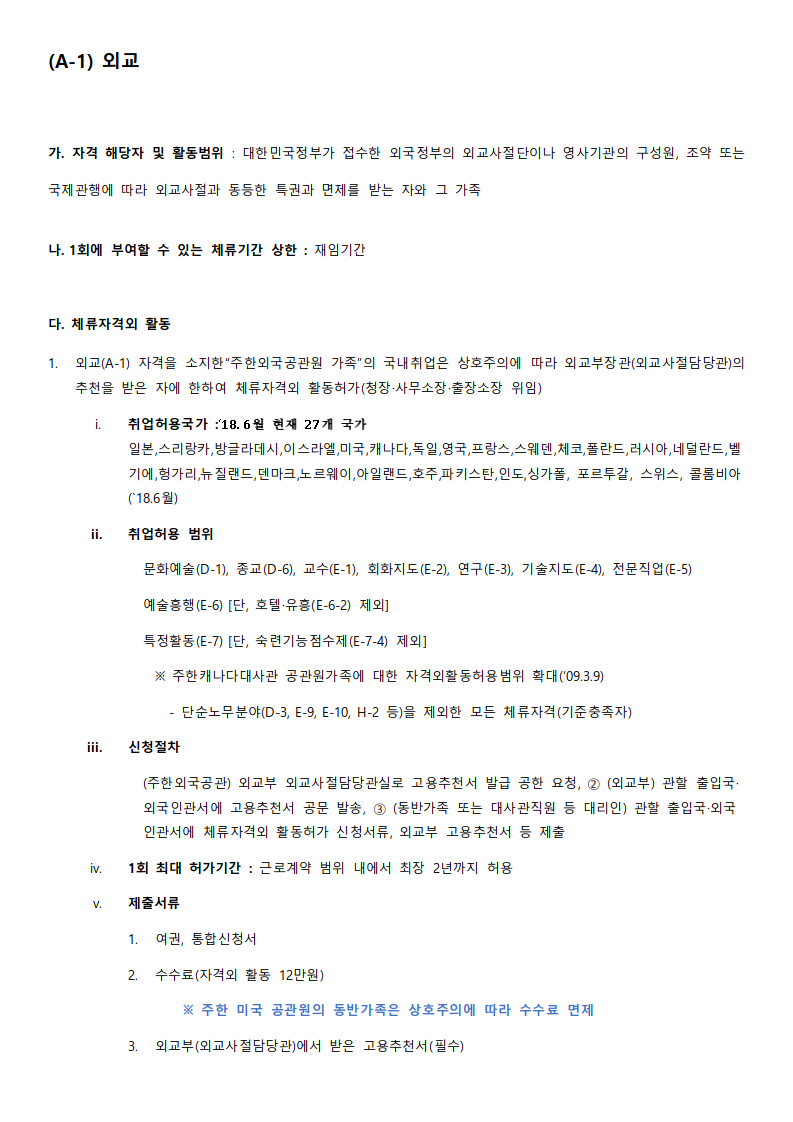 (A-1) 외교
가. 자격 해당자 및 활동범위 : 대한민국정부가 접수한 외국정부의 외교사절단이나 영사기관의 구성원, 조약 또는
국제관행에 따라 외교사절과 동등한 특권과 면제를 받는 자와 그 가족
나. 1회에 부여할 수 있는 체류기간 상한 : 재임기간
다. 체류자격외 활동
1. 외교(A-1) 자격을 소지한“주한외국공관원 가족”의 국내취업은 상호주의에 따라 외교부장관(외교사절담당관)의
추천을 받은 자에 한하여 체류자격외 활동허가(청장·사무소장·출장소장 위임)
i. 취업허용국가 :‘18. 6월 현재 27개 국가
일본,스리랑카,방글라데시,이스라엘,미국,캐나다,독일,영국,프랑스,스웨덴,체코,폴란드,러시아,네덜란드,벨
기에,헝가리,뉴질랜드,덴마크,노르웨이,아일랜드,호주,파키스탄,인도,싱가폴, 포르투갈, 스위스, 콜롬비아
(`18.6월)
ii. 취업허용 범위
문화예술(D-1), 종교(D-6), 교수(E-1), 회화지도(E-2), 연구(E-3), 기술지도(E-4), 전문직업(E-5)
예술흥행(E-6) [단, 호텔·유흥(E-6-2) 제외]
특정활동(E-7) [단, 숙련기능점수제(E-7-4) 제외]
※ 주한캐나다대사관 공관원가족에 대한 자격외활동허용범위 확대(‘09.3.9)
- 단순노무분야(D-3, E-9, E-10, H-2 등)을 제외한 모든 체류자격(기준충족자)
iii. 신청절차
(주한외국공관) 외교부 외교사절담당관실로 고용추천서 발급 공한 요청, ② (외교부) 관할 출입국·
외국인관서에 고용추천서 공문 발송, ③ (동반가족 또는 대사관직원 등 대리인) 관할 출입국·외국
인관서에 체류자격외 활동허가 신청서류, 외교부 고용추천서 등 제출
iv. 1회 최대 허가기간 : 근로계약 범위 내에서 최장 2년까지 허용
v. 제출서류
1. 여권, 통합신청서
2. 수수료(자격외 활동 12만원)
※ 주한 미국 공관원의 동반가족은 상호주의에 따라 수수료 면제
3. 외교부(외교사절담당관)에서 받은 고용추천서(필수)